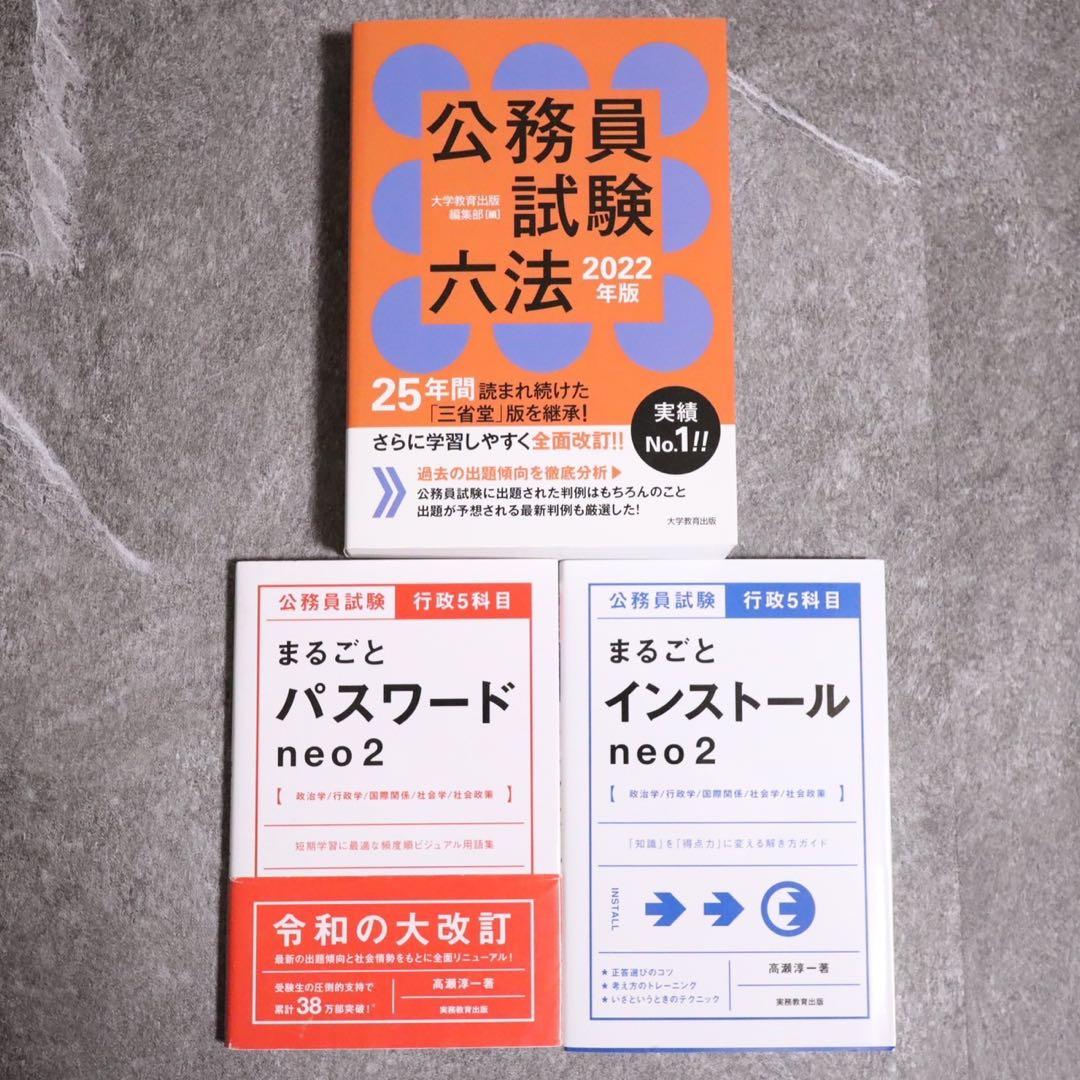 公務員
試験
六法
大学教育出版
編集部[編]
2022
年版
25年間読まれ続けた
「三省堂」版を継承!
さらに学習しやすく全面改訂!!
実績
No.1!!
過去の出題傾向を徹底分析▶
公務員試験に出題された判例はもちろんのこと
出題が予想される最新判例も厳選した!
大学教育出版
公務員試験 行政5科目
まるごと
パスワード
neo2
【 政治学/行政学/国際関係/社会学/社会政策 】
短期学習に最適な頻度順ビジュアル用語集
令和の大改訂
最新の出題傾向と社会情勢をもとに全面リニューアル!
受験生の圧倒的支持で
累計38万部突破!*
高瀬淳一著
実務教育出版
公務員試験 行政5科目
まるごと
インストール
neo2
【 政治学/行政学/国際関係/社会学/社会政策 】
「知識」を「得点力」に変える解き方ガイド
INSTALL
★ 正答選びのコツ
★ 考え方のトレーニング
★ いざというときのテクニック
高瀬淳一著
実務教育出版